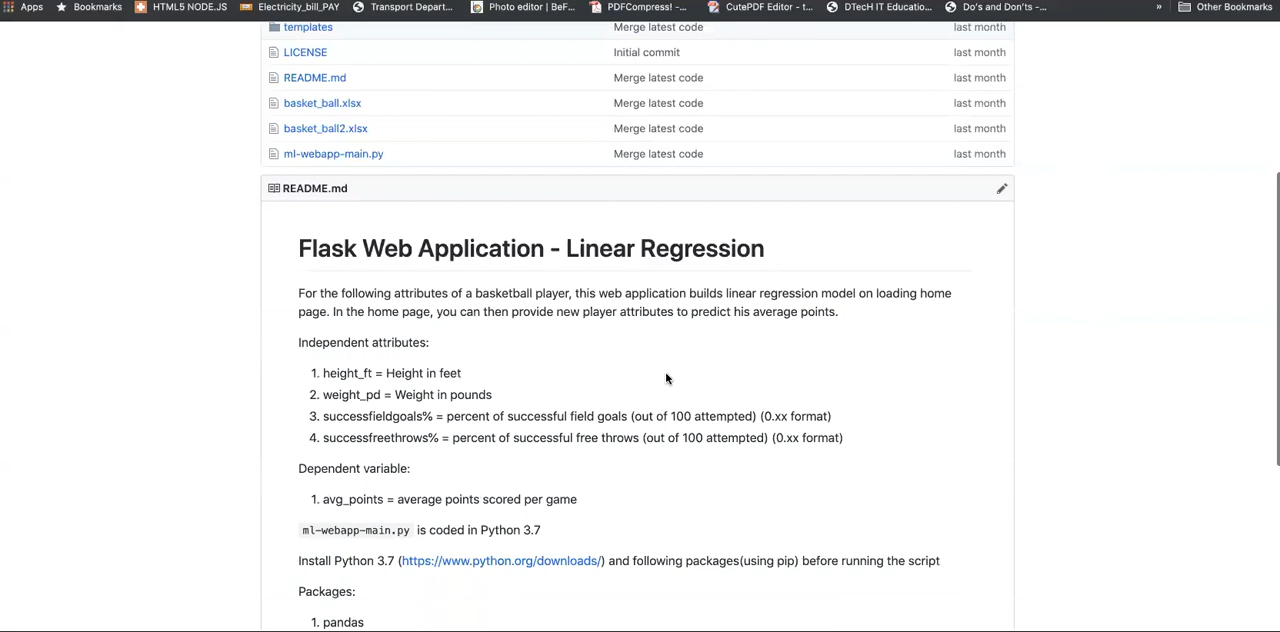 Apps Bookmarks HTML5 NODE.JS Electricity_bill_PAY Transport Depart... Photo editor | BeF... PDFCompress! -... CutePDF Editor - t... DTech IT Educatio... Do's and Don'ts -... » Other Bookmarks
templates Merge latest code last month
LICENSE Initial commit last month
README.md Merge latest code last month
basket_ball.xlsx Merge latest code last month
basket_ball2.xlsx Merge latest code last month
ml-webapp-main.py Merge latest code last month
README.md
Flask Web Application - Linear Regression
For the following attributes of a basketball player, this web application builds linear regression model on loading home
page. In the home page, you can then provide new player attributes to predict his average points.
Independent attributes:
1. height_ft = Height in feet
2. weight_pd = Weight in pounds
3. successfieldgoals% = percent of successful field goals (out of 100 attempted) (0.xx format)
4. successfreethrows% = percent of successful free throws (out of 100 attempted) (0.xx format)
Dependent variable:
1. avg_points = average points scored per game
ml-webapp-main.py is coded in Python 3.7
Install Python 3.7 (https://www.python.org/downloads/) and following packages(using pip) before running the script
Packages:
1. pandas